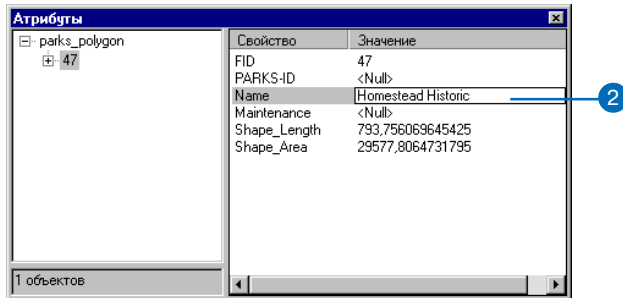 Атрибуты
parks_polygon
47
Свойство Значение
FID 47
PARKS-ID <Null>
Name Homestead Historic
Maintenance <Null>
Shape_Length 793,756069645425
Shape_Area 29577,8064731795
2
1 объектов